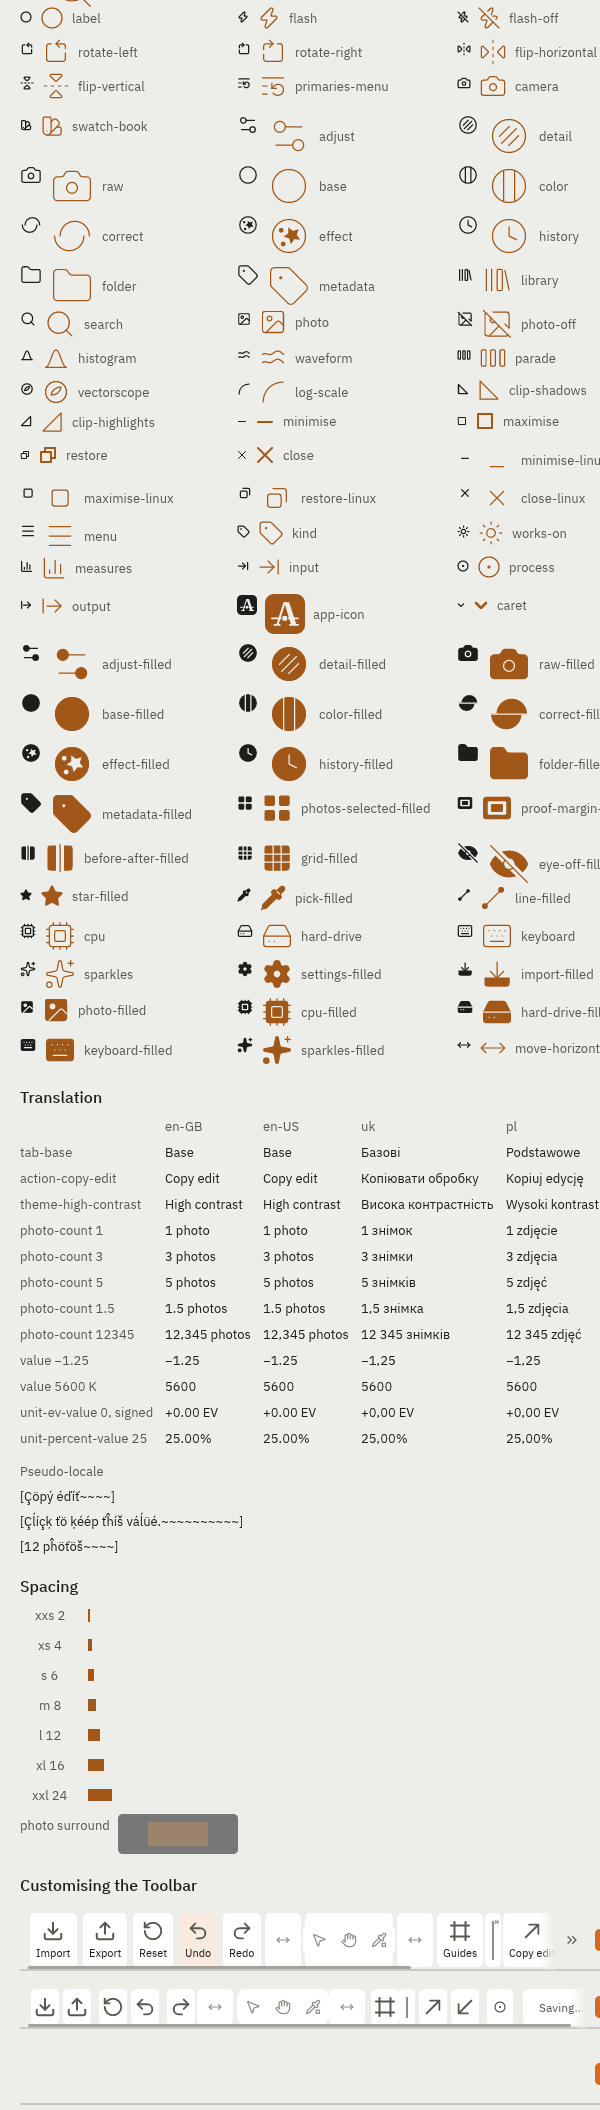 label flash flash-off
rotate-left rotate-right flip-horizontal
flip-vertical primaries-menu camera
swatch-book adjust detail
raw base color
correct effect history
folder metadata library
search photo photo-off
histogram waveform parade
vectorscope log-scale clip-shadows
clip-highlights minimise maximise
restore close minimise-linu
maximise-linux restore-linux close-linux
menu kind works-on
measures input process
output app-icon caret
adjust-filled detail-filled raw-filled
base-filled color-filled correct-fill
effect-filled history-filled folder-fille
metadata-filled photos-selected-filled proof-margin-
before-after-filled grid-filled eye-off-fill
star-filled pick-filled line-filled
cpu hard-drive keyboard
sparkles settings-filled import-filled
photo-filled cpu-filled hard-drive-fill
keyboard-filled sparkles-filled move-horizont
Translation
en-GB en-US uk pl
tab-base Base Base Базові Podstawowe
action-copy-edit Copy edit Copy edit Копіювати обробку Kopiuj edycję
theme-high-contrast High contrast High contrast Висока контрастність Wysoki kontrast
photo-count 1 1 photo 1 photo 1 знімок 1 zdjęcie
photo-count 3 3 photos 3 photos 3 знімки 3 zdjęcia
photo-count 5 5 photos 5 photos 5 знімків 5 zdjęć
photo-count 1.5 1.5 photos 1.5 photos 1,5 знімка 1,5 zdjęcia
photo-count 12345 12,345 photos 12,345 photos 12 345 знімків 12 345 zdjęć
value −1.25 −1.25 −1.25 −1,25 −1,25
value 5600 K 5600 5600 5600 5600
unit-ev-value 0, signed +0.00 EV +0.00 EV +0,00 EV +0,00 EV
unit-percent-value 25 25.00% 25.00% 25,00% 25,00%
Pseudo-locale
[Çöpý éďíť~~~~]
[Çĺíçķ ťö ķéép ťĥíš váĺüé.~~~~~~~~~~]
[12 pĥöťöš~~~~]
Spacing
xxs 2
xs 4
s 6
m 8
l 12
xl 16
xxl 24
photo surround
Customising the Toolbar
Import Export Reset Undo Redo Guides Copy edi
Saving...